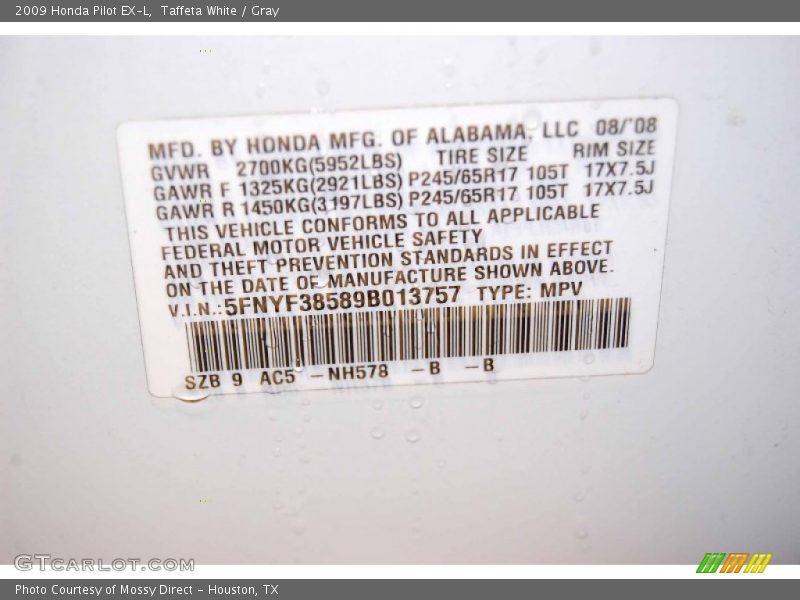 2009 Honda Pilot EX-L,  Taffeta White / Gray
MFD. BY HONDA MFG. OF ALABAMA. LLC 08/'08
GVWR 2700KG(5952LBS) TIRE SIZE RIM SIZE
GAWR F 1325KG(2921LBS) P245/65R17 105T 17X7.5J
GAWR R 1450KG(3197LBS) P245/65R17 105T 17X7.5J
THIS VEHICLE CONFORMS TO ALL APPLICABLE
FEDERAL MOTOR VEHICLE SAFETY
AND THEFT PREVENTION STANDARDS IN EFFECT
ON THE DATE OF MANUFACTURE SHOWN ABOVE.
V.I.N.: 5FNYF38589B013757 TYPE: MPV
SZB 9 AC5 -NH578 -B -B
GTCARLOT.COM
Photo Courtesy of Mossy Direct - Houston, TX